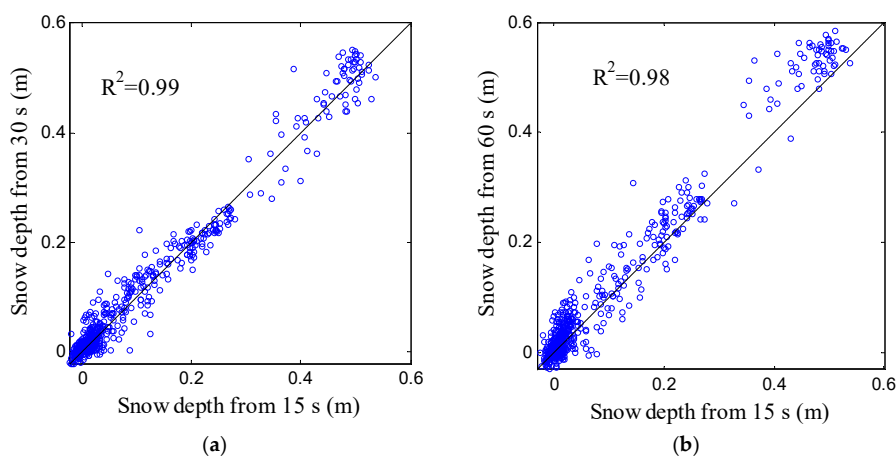 0.6
R²=0.99
0.4
0.2
0
0
0.2
0.4
0.6
Snow depth from 30 s (m)
Snow depth from 15 s (m)
(a)
0.6
R²=0.98
0.4
0.2
0
0
0.2
0.4
0.6
Snow depth from 60 s (m)
Snow depth from 15 s (m)
(b)